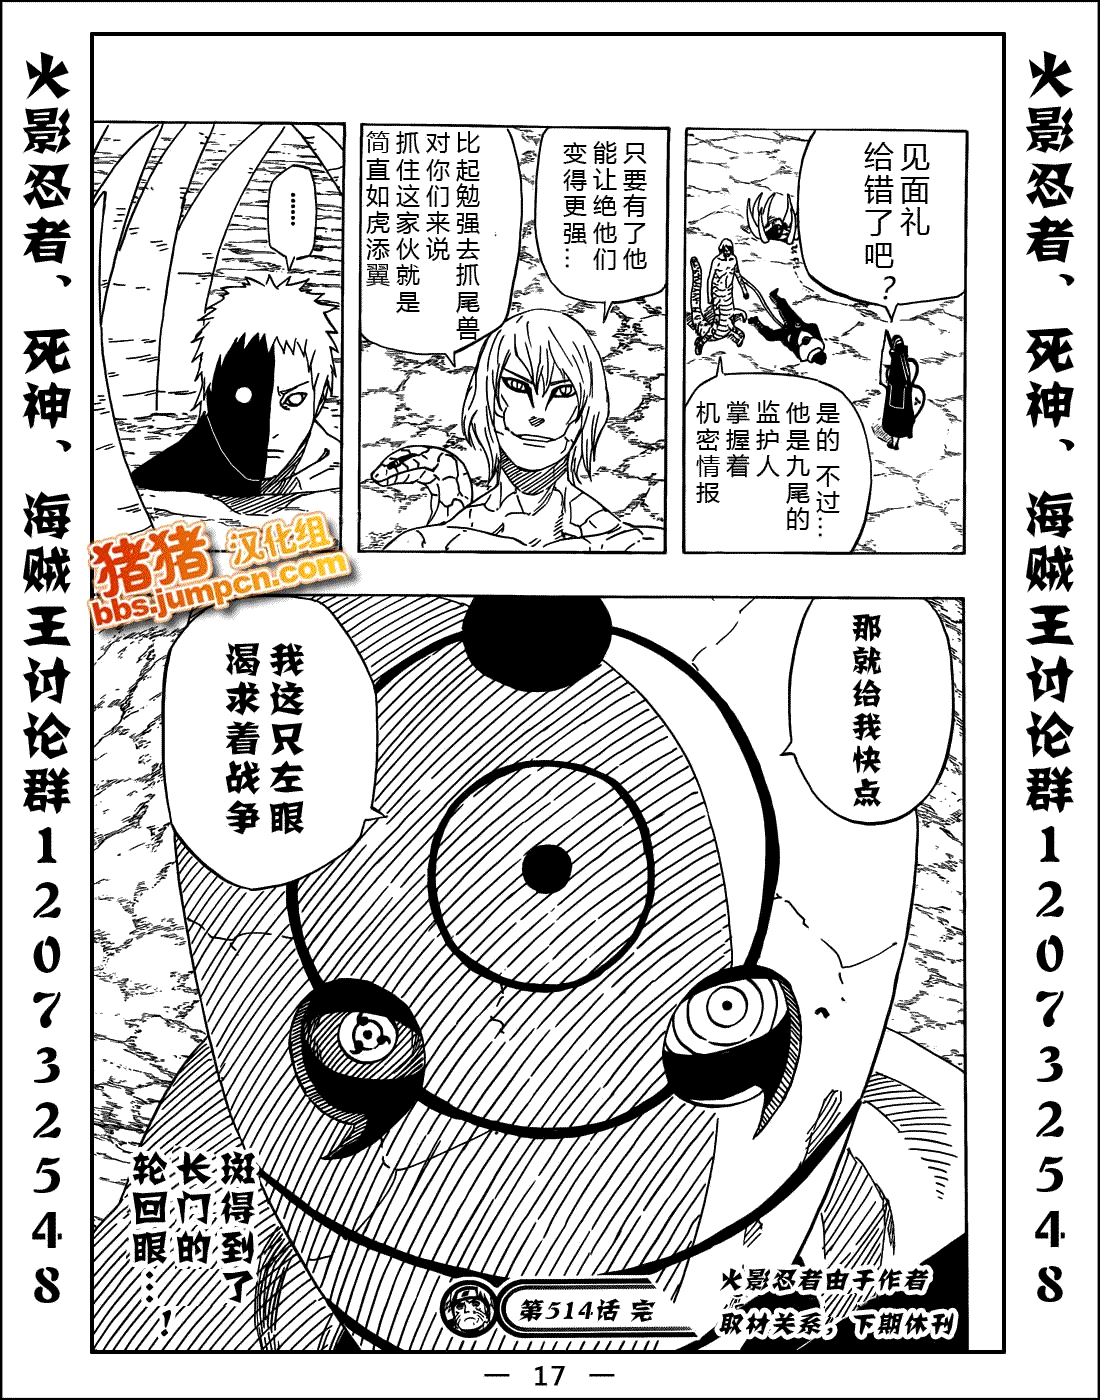 火影忍者、死神、海贼王讨论群120732548
火影忍者、死神、海贼王讨论群120732548
见面礼
给错了吧?
是的 不过…
他是九尾的
监护人
掌握着
机密情报
只要有了他
能让绝他们
变得更强…
比起勉强去抓尾兽
对你们来说
抓住这家伙就是
简直如虎添翼
……
猪猪汉化组
bbs.jumpcn.com
那就给我快点
我这只左眼
渴求着战争
斑得到了
长门的
轮回眼…!
第514话 完
火影忍者由于作者
取材关系，下期休刊
— 17 —